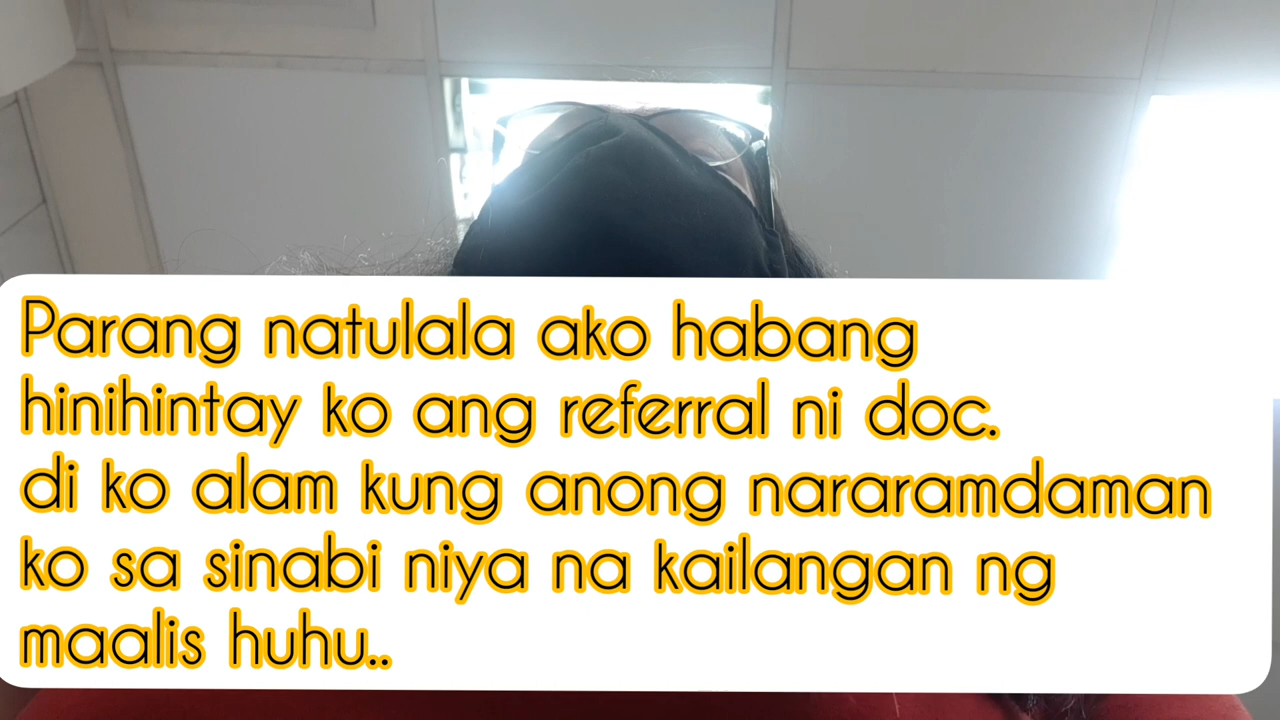 Parang natulala ako habang
hinihintay ko ang referral ni doc.
di ko alam kung anong nararamdaman
ko sa sinabi niya na kailangan ng
maalis huhu..